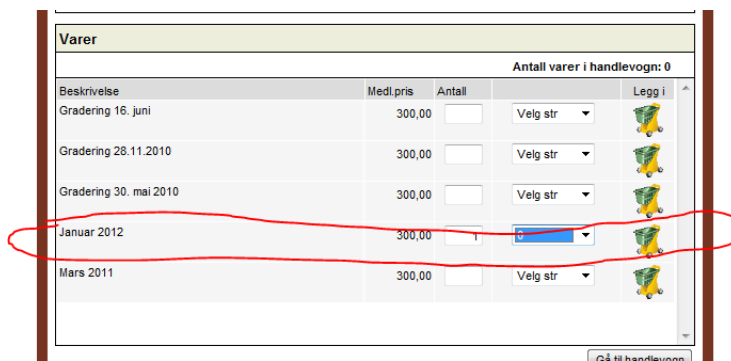 Varer
Antall varer i handlevogn: 0
Beskrivelse Medl.pris Antall Legg i
Gradering 16. juni 300,00 Velg str
Gradering 28.11.2010 300,00 Velg str
Gradering 30. mai 2010 300,00 Velg str
Januar 2012 300,00 1 0
Mars 2011 300,00 Velg str
Gå til handlevogn